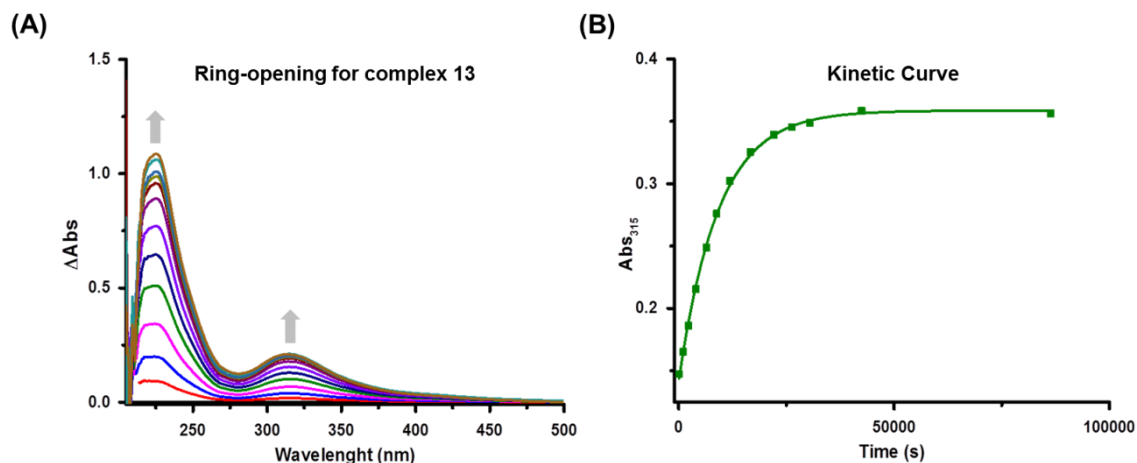 (A)
Ring-opening for complex 13
ΔAbs
1.5
1.0
0.5
0.0
250 300 350 400 450 500
Wavelenght (nm)
(B)
Kinetic Curve
Abs315
0.4
0.3
0.2
0 50000 100000
Time (s)